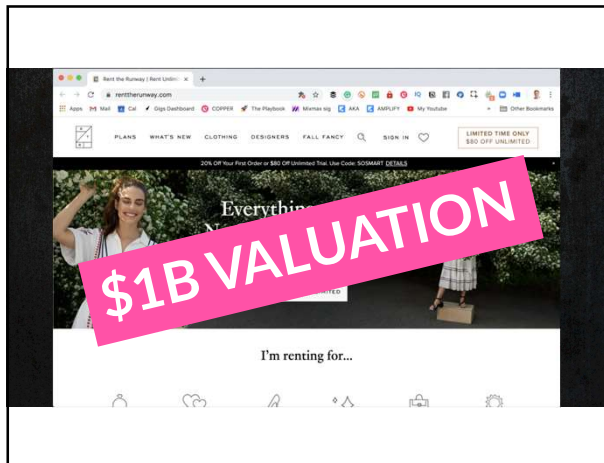 Rent the Runway | Rent Unlimi
renttherunway.com
Apps Mail Cal Gigs Dashboard COPPER The Playbook Mixmax sig AKA AMPLIFY My Youtube » Other Bookmarks
PLANS WHAT'S NEW CLOTHING DESIGNERS FALL FANCY SIGN IN
LIMITED TIME ONLY
$80 OFF UNLIMITED
20% Off Your First Order or $80 Off Unlimited Trial. Use Code: SOSMART DETAILS
Everythin
$1B VALUATION
I'm renting for...